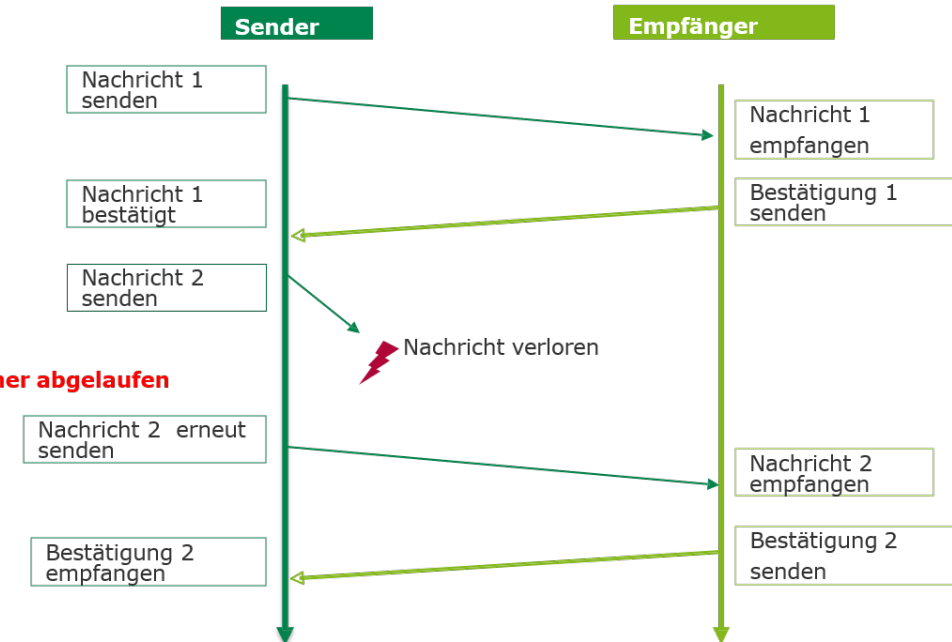 Sender
Empfänger
Nachricht 1
senden
Nachricht 1
empfangen
Nachricht 1
bestätigt
Bestätigung 1
senden
Nachricht 2
senden
Nachricht verloren
abgelaufen
Nachricht 2 erneut
senden
Nachricht 2
empfangen
Bestätigung 2
empfangen
Bestätigung 2
senden